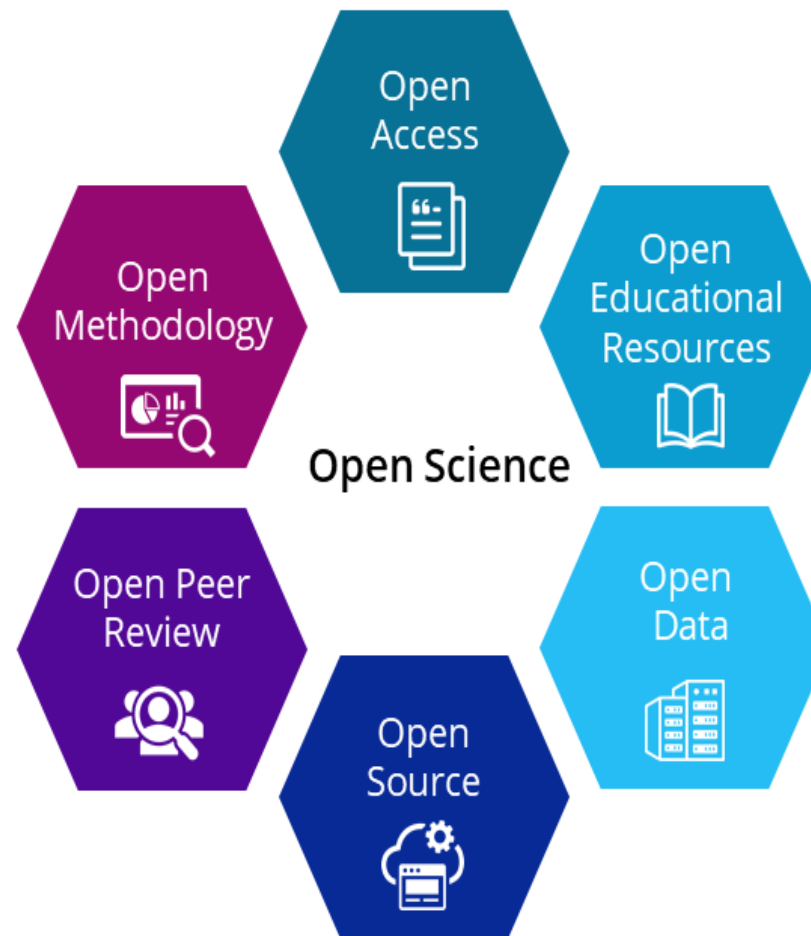 Open
Access
Open
Educational
Resources
Open
Methodology
Open Science
Open
Data
Open Peer
Review
Open
Source